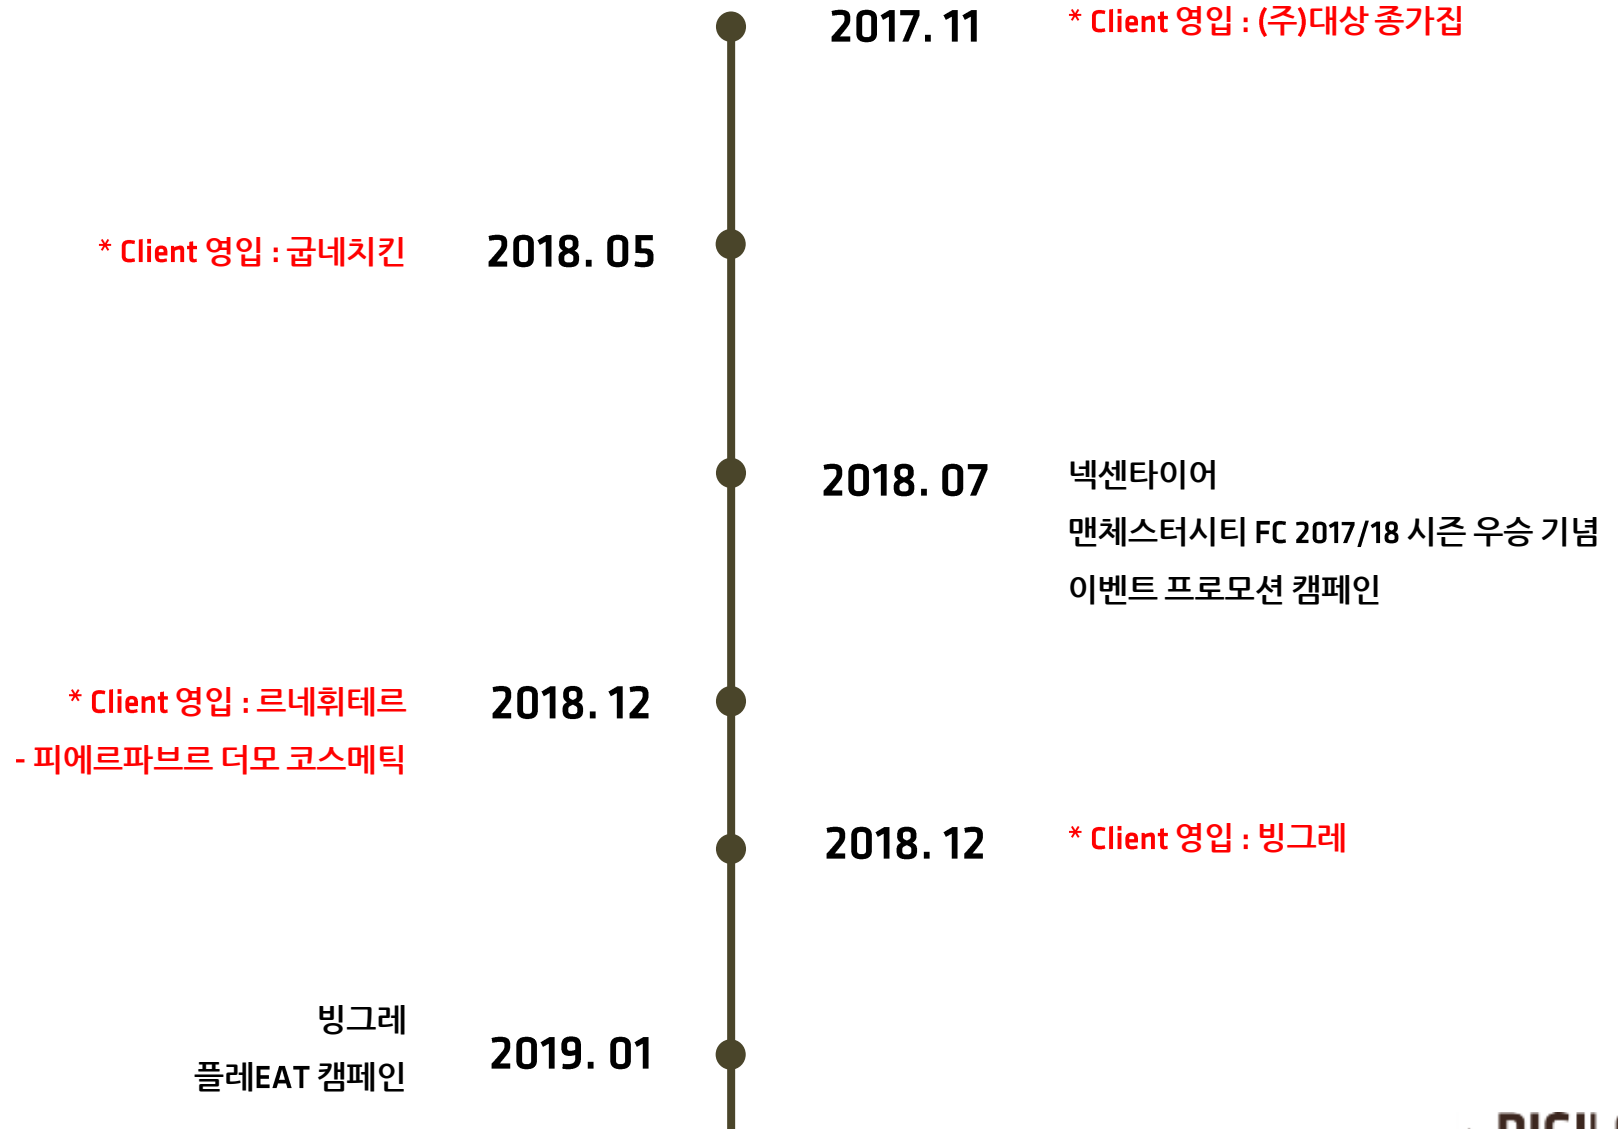 2017. 11
* Client 영입 : (주)대상 종가집
* Client 영입 : 굽네치킨
2018. 05
2018. 07
넥센타이어
맨체스터시티 FC 2017/18 시즌 우승 기념
이벤트 프로모션 캠페인
* Client 영입 : 르네휘테르
- 피에르파브르 더모 코스메틱
2018. 12
2018. 12
* Client 영입 : 빙그레
빙그레
플레EAT 캠페인
2019. 01